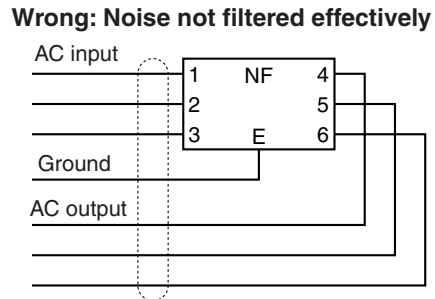 Wrong: Noise not filtered effectively
AC input
1 NF 4
2 5
3 E 6
Ground
AC output